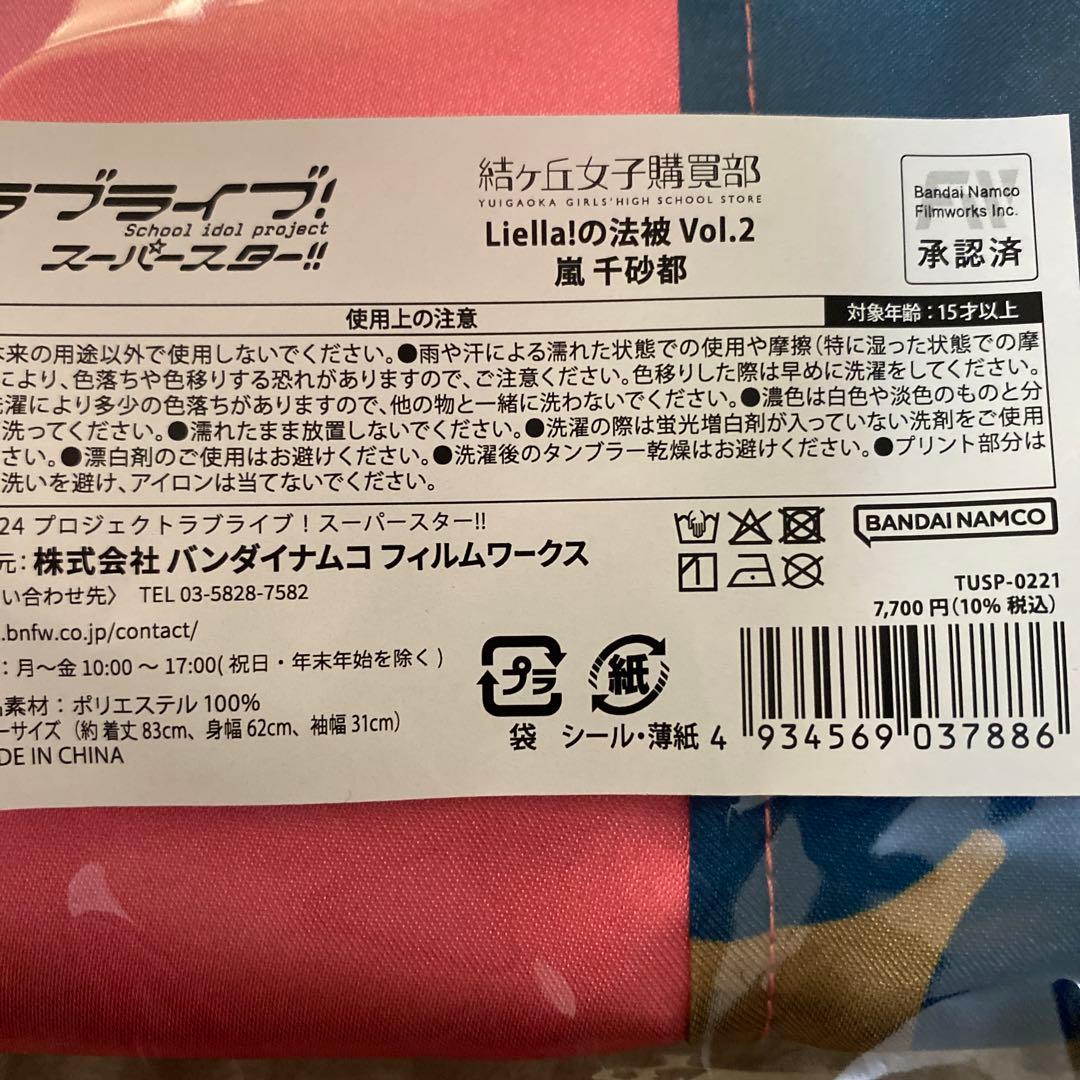 ラブライブ!
School idol project
スーパースター!!
結ヶ丘女子購買部
YUIGAOKA GIRLS' HIGH SCHOOL STORE
Liella!の法被 Vol.2
嵐 千砂都
Bandai Namco
Filmworks Inc.
承認済
使用上の注意
対象年齢：15才以上
本来の用途以外で使用しないでください。●雨や汗による濡れた状態での使用や摩擦（特に湿った状態での摩
により、色落ちや色移りする恐れがありますので、ご注意ください。色移りした際は早めに洗濯をしてください。
洗濯により多少の色落ちがありますので、他の物と一緒に洗わないでください。●濃色は白色や淡色のものと分
洗ってください。●濡れたまま放置しないでください。●洗濯の際は蛍光増白剤が入っていない洗剤をご使用
さい。●漂白剤のご使用はお避けください。●洗濯後のタンブラー乾燥はお避けください。●プリント部分は
洗いを避け、アイロンは当てないでください。
24 プロジェクトラブライブ！スーパースター!!
元：株式会社 バンダイナムコ フィルムワークス
い合わせ先〉 TEL 03-5828-7582
.bnfw.co.jp/contact/
：月～金 10:00 ～ 17:00( 祝日・年末年始を除く )
素材：ポリエステル 100%
ーサイズ（約 着丈 83cm、身幅 62cm、袖幅 31cm）
DE IN CHINA
BANDAI NAMCO
TUSP-0221
7,700 円(10% 税込)
プラ
袋
紙
シール・薄紙
4 934569 037886